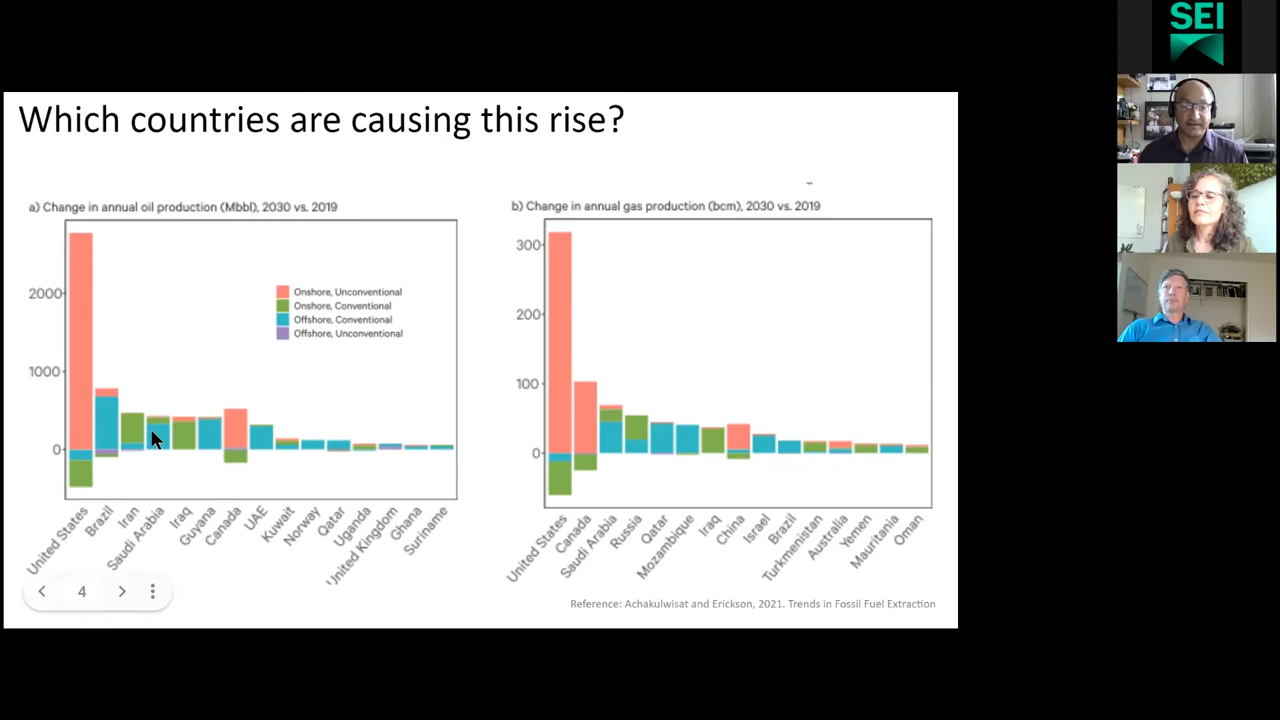 SEI
Which countries are causing this rise?
a) Change in annual oil production (Mbbl), 2030 vs. 2019
2000
1000
0
Onshore, Unconventional
Onshore, Conventional
Offshore, Conventional
Offshore, Unconventional
United States
Brazil
Iran
Saudi Arabia
Iraq
Guyana
Canada
UAE
Kuwait
Norway
Qatar
Uganda
United Kingdom
Ghana
Suriname
b) Change in annual gas production (bcm), 2030 vs. 2019
300
200
100
0
United States
Canada
Saudi Arabia
Russia
Qatar
Mozambique
Iraq
China
Israel
Brazil
Turkmenistan
Australia
Yemen
Mauritania
Oman
4
Reference: Achakulwisat and Erickson, 2021. Trends in Fossil Fuel Extraction